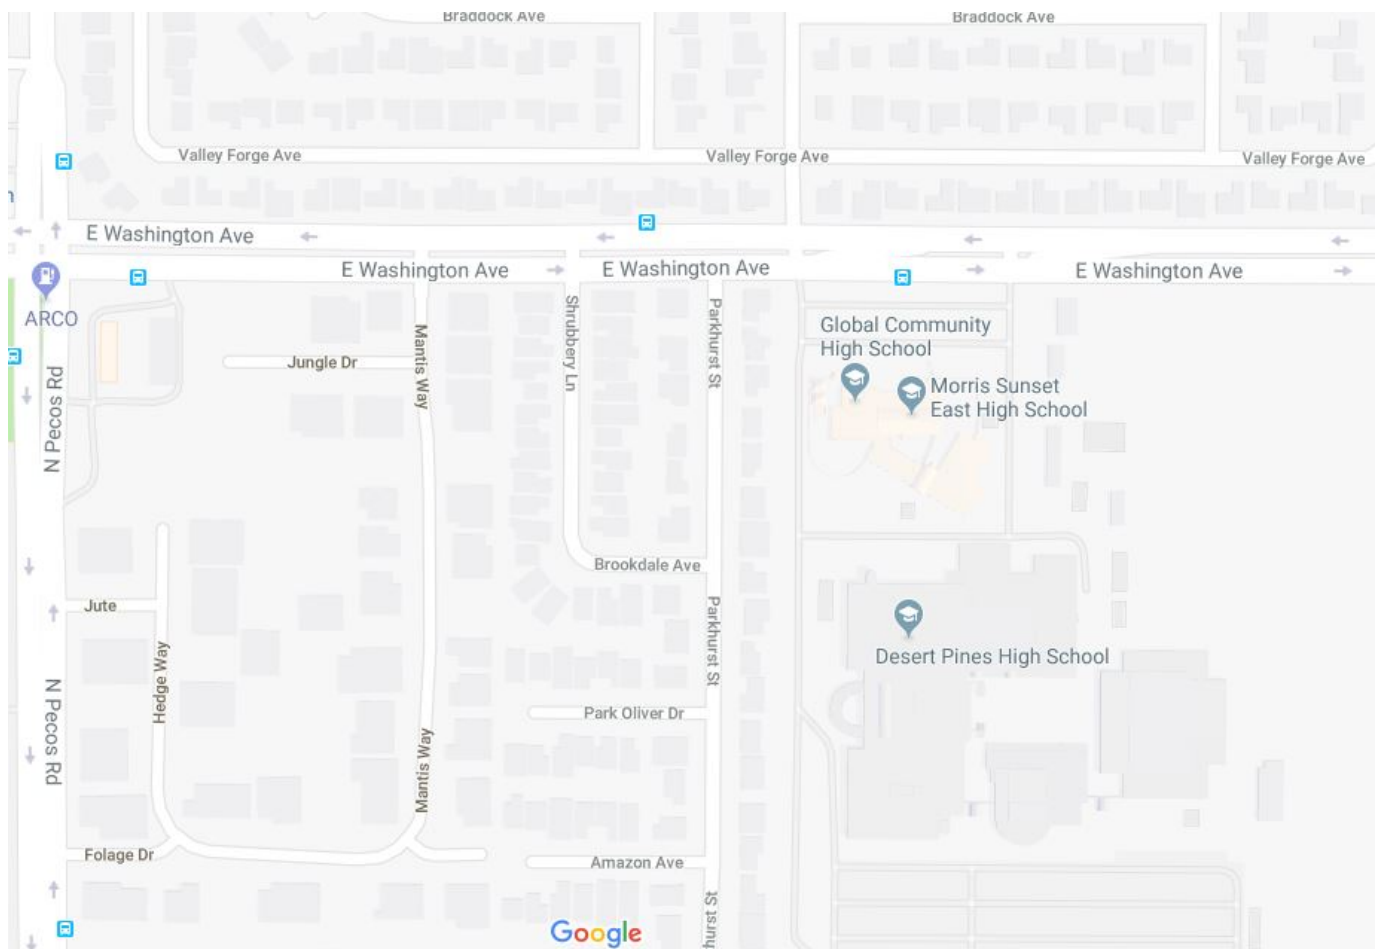 Braddock Ave
Braddock Ave
Valley Forge Ave
Valley Forge Ave
Valley Forge Ave
E Washington Ave
E Washington Ave
E Washington Ave
E Washington Ave
ARCO
Shrubbery Ln
Parkhurst St
Global Community
High School
Mantis Way
Jungle Dr
Morris Sunset
East High School
N Pecos Rd
Brookdale Ave
Jute
Parkhurst St
Desert Pines High School
Hedge Way
N Pecos Rd
Park Oliver Dr
Mantis Way
Folage Dr
Amazon Ave
hurst St
Google